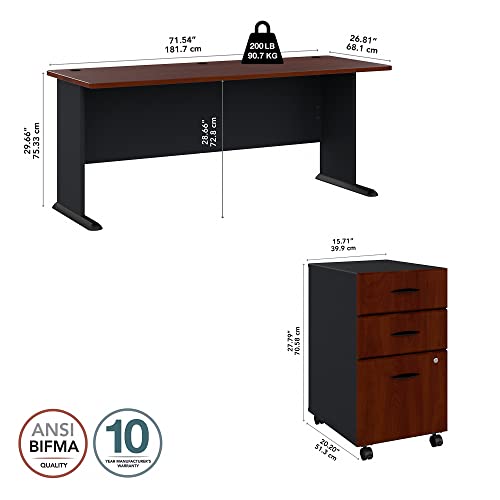 71.54"
181.7 cm
200 LB
90.7 KG
26.81"
68.1 cm
29.66"
75.33 cm
28.66"
72.8 cm
15.71"
39.9 cm
27.79"
70.58 cm
20.20"
51.3 cm
ANSI
BIFMA
QUALITY
10
YEAR MANUFACTURER'S
WARRANTY